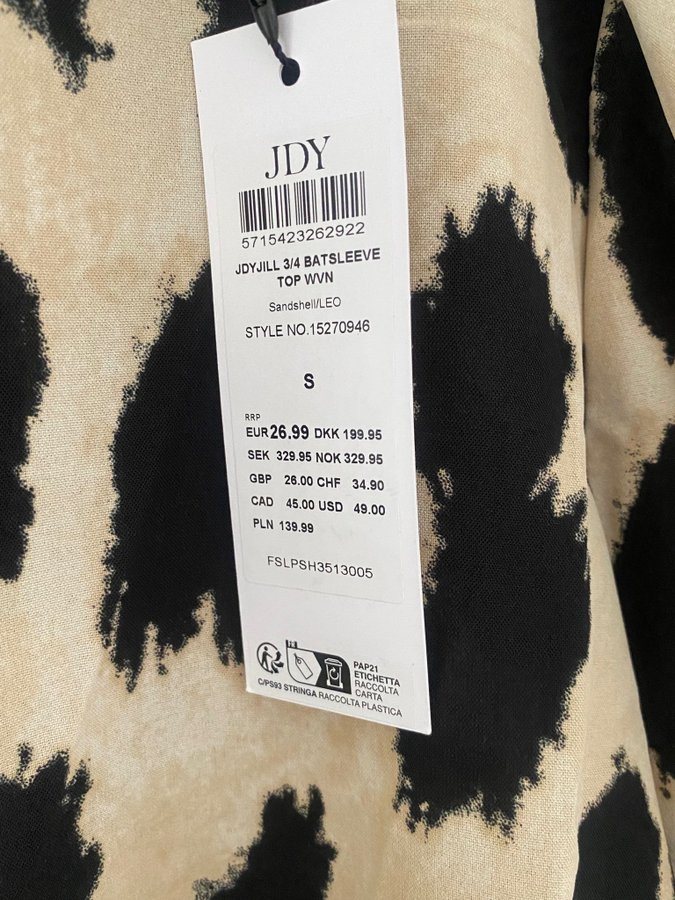 JDY
5715423262922
JDYJILL 3/4 BATSLEEVE
TOP WVN
Sandshell/LEO
STYLE NO.15270946
S
RRP
EUR 26.99 DKK 199.95
SEK 329.95 NOK 329.95
GBP 26.00 CHF 34.90
CAD 45.00 USD 49.00
PLN 139.99
FSLPSH3513005
PAP21
ETICHETTA
RACCOLTA
CARTA
C/PS93 STRINGA RACCOLTA PLASTICA